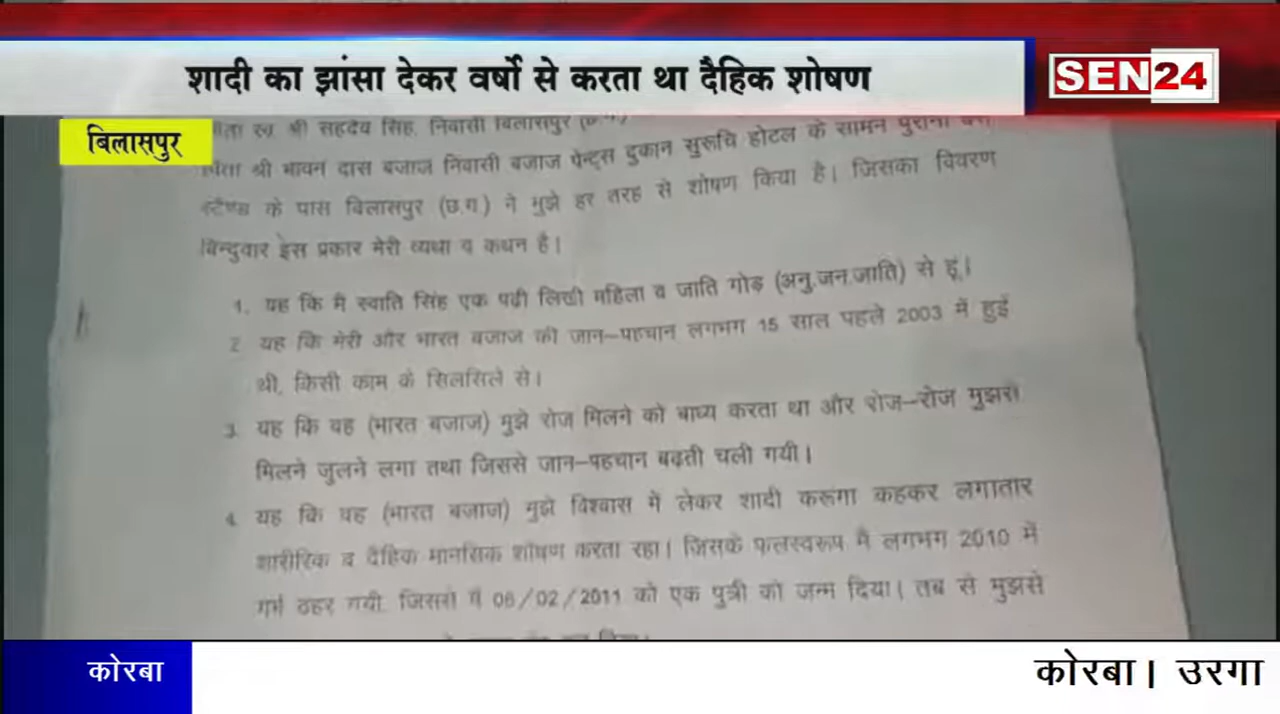 शादी का झांसा देकर वर्षो से करता था दैहिक शोषण
SEN24
बिलासपुर
श्री सहदेव सिंह, निवासी बिलासपुर
श्री भावन दास बजाज निवासी बजाज पेन्ट्स दुकान सुरूचि होटल के सामने पुराना बस
स्टैण्ड के पास बिलासपुर (छ.ग.) ने मुझे हर तरह से शोषण किया है। जिसका विवरण
बिन्दुवार इस प्रकार मेरी व्यथा व कथन है।
1. यह कि मै स्वाति सिंह एक पढी लिखी महिला व जाति गोड़ (अनु.जन.जाति) से हूं।
2 यह कि मेरी और भारत बजाज की जान-पहचान लगभग 15 साल पहले 2003 में हुई
थी, किसी काम के सिलसिले से।
3. यह कि वह (भारत बजाज) मुझे रोज मिलने को बाध्य करता था और रोज-रोज मुझसे
मिलने जुलने लगा तथा जिससे जान-पहचान बढ़ती चली गयी।
4. यह कि वह (भारत बजाज) मुझे विश्वास में लेकर शादी करूंगा कहकर लगातार
शारीरिक व दैहिक मानसिक शोषण करता रहा। जिसके फलस्वरूप मै लगभग 2010 में
गर्भ ठहर गयी, जिससे मै 06/02/2011 को एक पुत्री को जन्म दिया। तब से मुझसे
कोरबा
कोरबा। उरगा